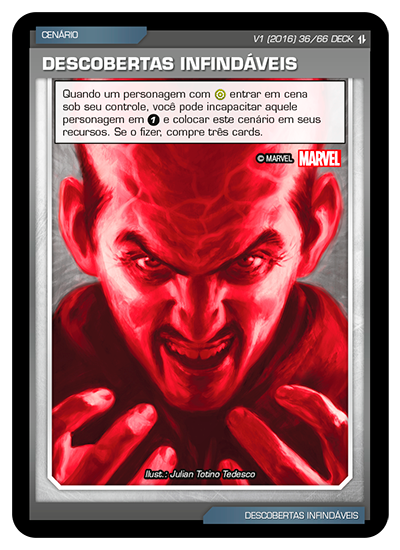 CENÁRIO
V1 (2016) 36/66 DECK
DESCOBERTAS INFINDÁVEIS
Quando um personagem com entrar em cena
sob seu controle, você pode incapacitar aquele
personagem em 1 e colocar este cenário em seus
recursos. Se o fizer, compre três cards.
© MARVEL MARVEL
Ilust.: Julian Totino Tedesco
DESCOBERTAS INFINDÁVEIS